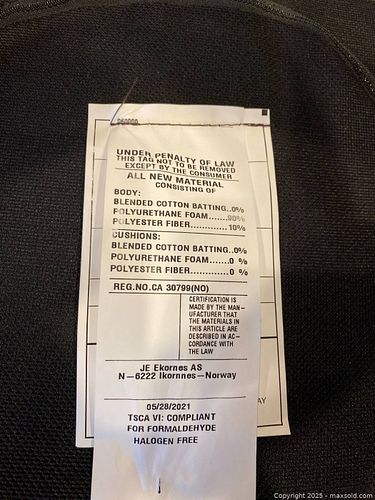 UNDER PENALTY OF LAW
THIS TAG NOT TO BE REMOVED
EXCEPT BY THE CONSUMER
ALL NEW MATERIAL
CONSISTING OF
BODY:
BLENDED COTTON BATTING..0%
POLYURETHANE FOAM.......90%
POLYESTER FIBER............. 10%
CUSHIONS:
BLENDED COTTON BATTING..0%
POLYURETHANE FOAM.......0 %
POLYESTER FIBER............. 0 %
REG.NO.CA 30799(NO)
CERTIFICATION IS
MADE BY THE MAN-
UFACTURER THAT
THE MATERIALS IN
THIS ARTICLE ARE
DESCRIBED IN AC-
CORDANCE WITH
THE LAW
JE Ekornes AS
N-6222 Ikornnes-Norway
05/28/2021
TSCA VI: COMPLIANT
FOR FORMALDEHYDE
HALOGEN FREE
AY
Copyright 2025 - maxsold.com